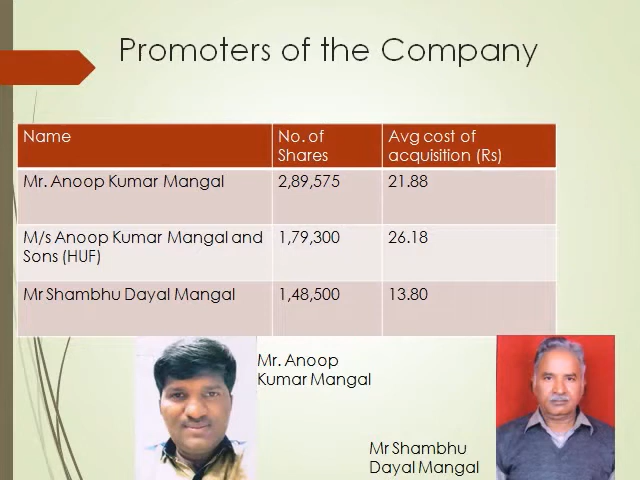 Promoters of the Company
Name No. of Shares Avg cost of acquisition (Rs)
Mr. Anoop Kumar Mangal 2,89,575 21.88
M/s Anoop Kumar Mangal and Sons (HUF) 1,79,300 26.18
Mr Shambhu Dayal Mangal 1,48,500 13.80
Mr. Anoop
Kumar Mangal
Mr Shambhu
Dayal Mangal